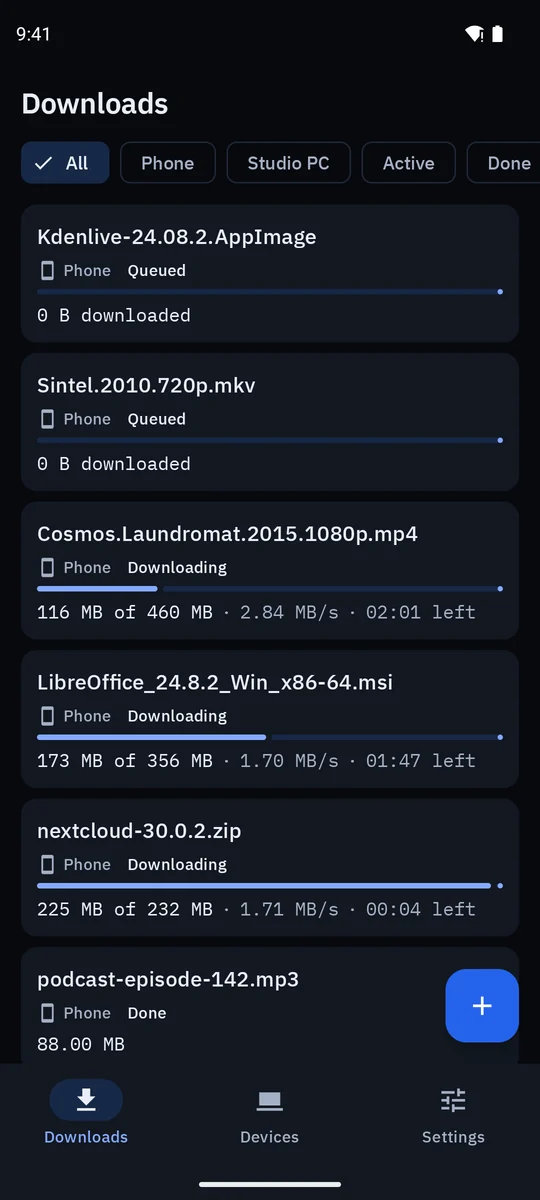 9:41
Downloads
All
Phone
Studio PC
Active
Done
Kdenlive-24.08.2.AppImage
Phone Queued
0 B downloaded
Sintel.2010.720p.mkv
Phone Queued
0 B downloaded
Cosmos.Laundromat.2015.1080p.mp4
Phone Downloading
116 MB of 460 MB · 2.84 MB/s · 02:01 left
LibreOffice_24.8.2_Win_x86-64.msi
Phone Downloading
173 MB of 356 MB · 1.70 MB/s · 01:47 left
nextcloud-30.0.2.zip
Phone Downloading
225 MB of 232 MB · 1.71 MB/s · 00:04 left
podcast-episode-142.mp3
Phone Done
88.00 MB
Downloads
Devices
Settings